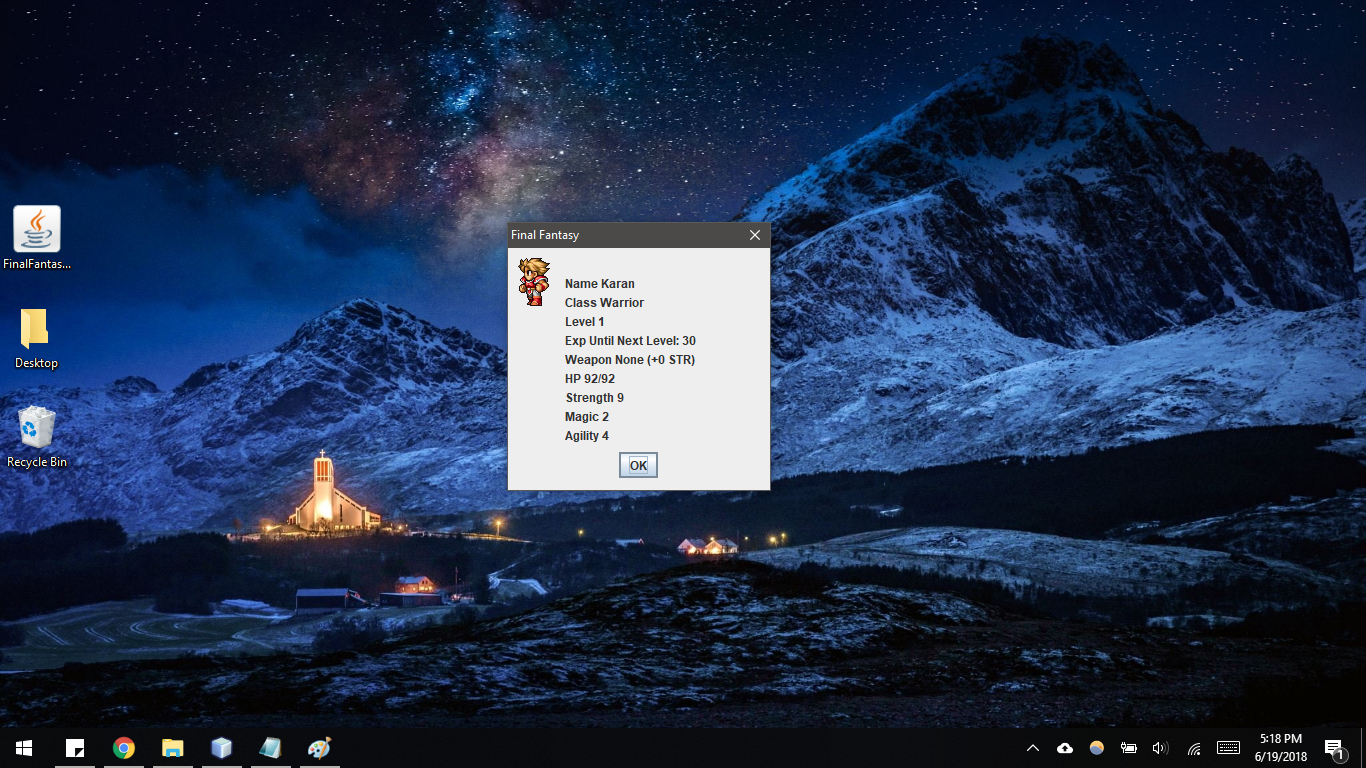 Final Fantasy
Name Karan
Class Warrior
Level 1
Exp Until Next Level: 30
Weapon None (+0 STR)
HP 92/92
Strength 9
Magic 2
Agility 4
OK
FinalFantas...
Desktop
Recycle Bin
5:18 PM
6/19/2018
1